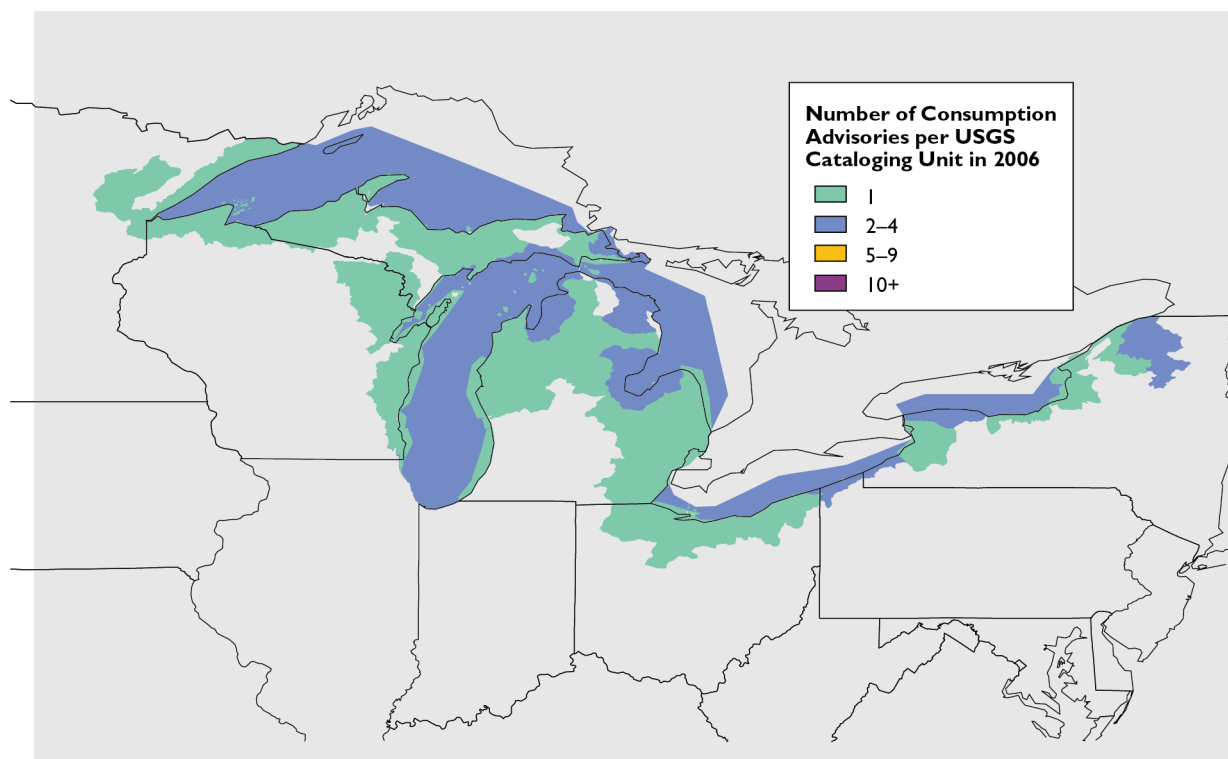 Number of Consumption
Advisories per USGS
Cataloging Unit in 2006
1
2–4
5–9
10+